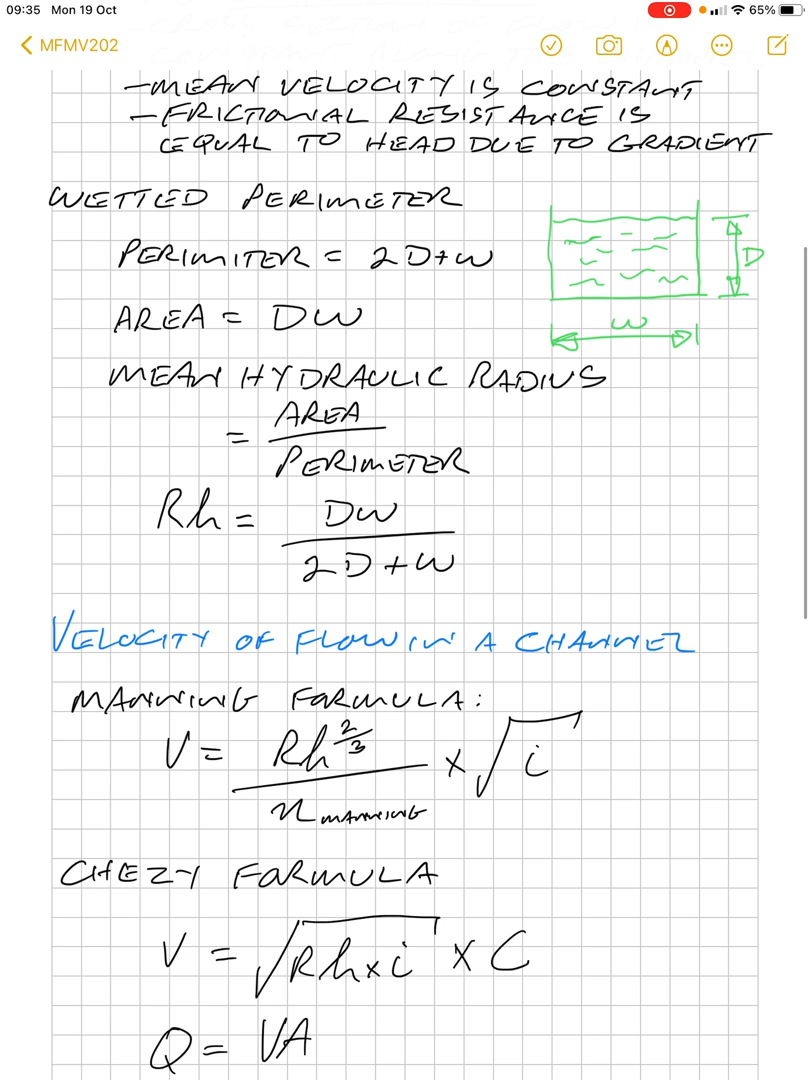 09:35 Mon 19 Oct
65%
MFMV202
-MEAN VELOCITY IS CONSTANT
-FRICTIONAL RESISTANCE IS
EQUAL TO HEAD DUE TO GRADIENT
WETTED PERIMETER
PERIMITER = 2D+W
D
AREA = DW
W
MEAN HYDRAULIC RADIUS
= AREA
PERIMETER
Rh = DW
2D+W
VELOCITY OF FLOW IN A CHANNEL
MANNING FORMULA:
V = Rh^2/3 × √i
n MANNING
CHEZY FORMULA
V = √Rh×i × C
Q = VA